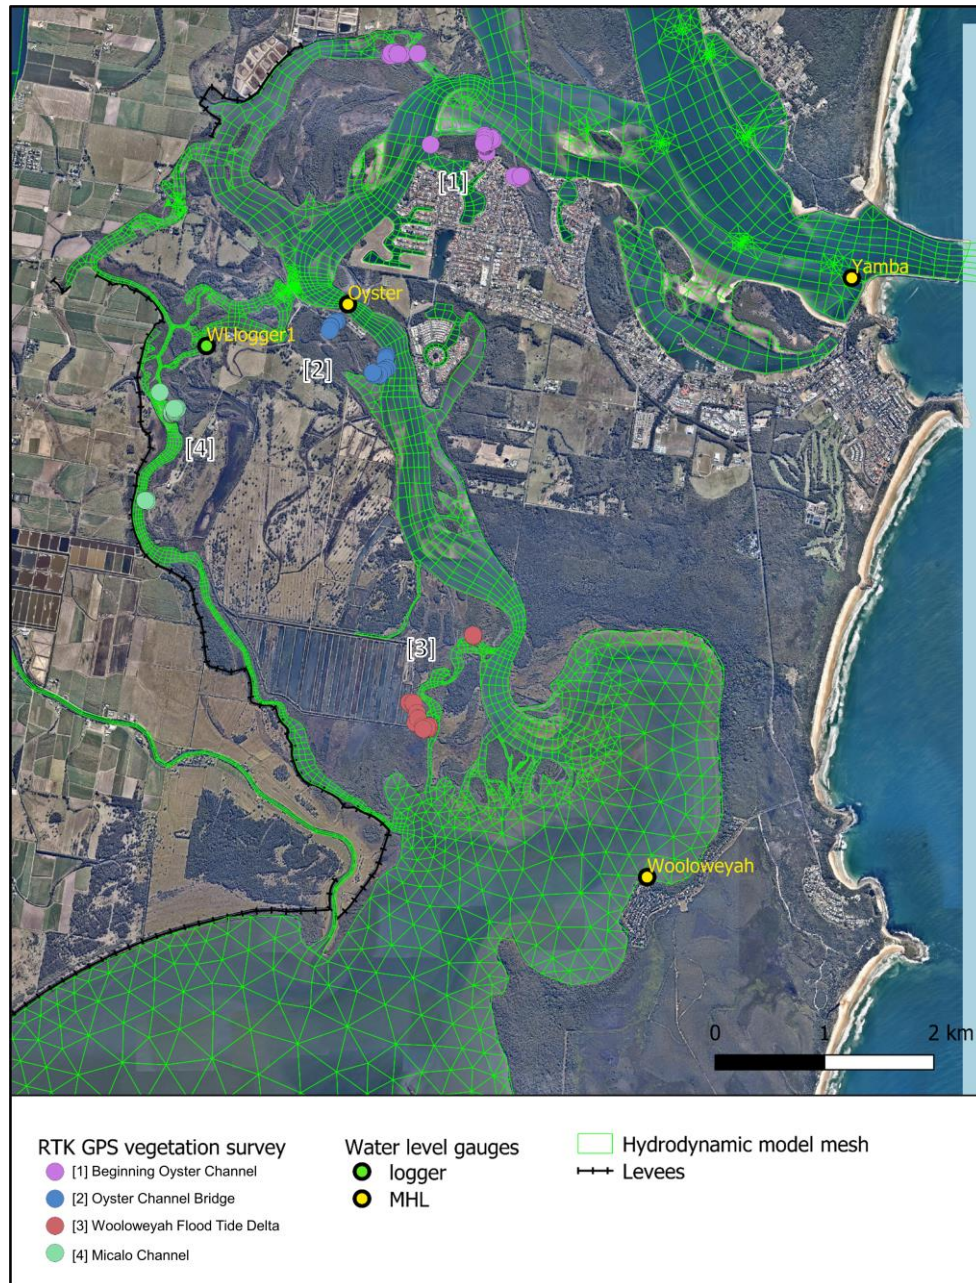 [1]
Yamba
Oyster
WLlogger1
[2]
[4]
[3]
Wooloweyah
0 1 2 km
RTK GPS vegetation survey
[1] Beginning Oyster Channel
[2] Oyster Channel Bridge
[3] Wooloweyah Flood Tide Delta
[4] Micalo Channel
Water level gauges
logger
MHL
Hydrodynamic model mesh
Levees